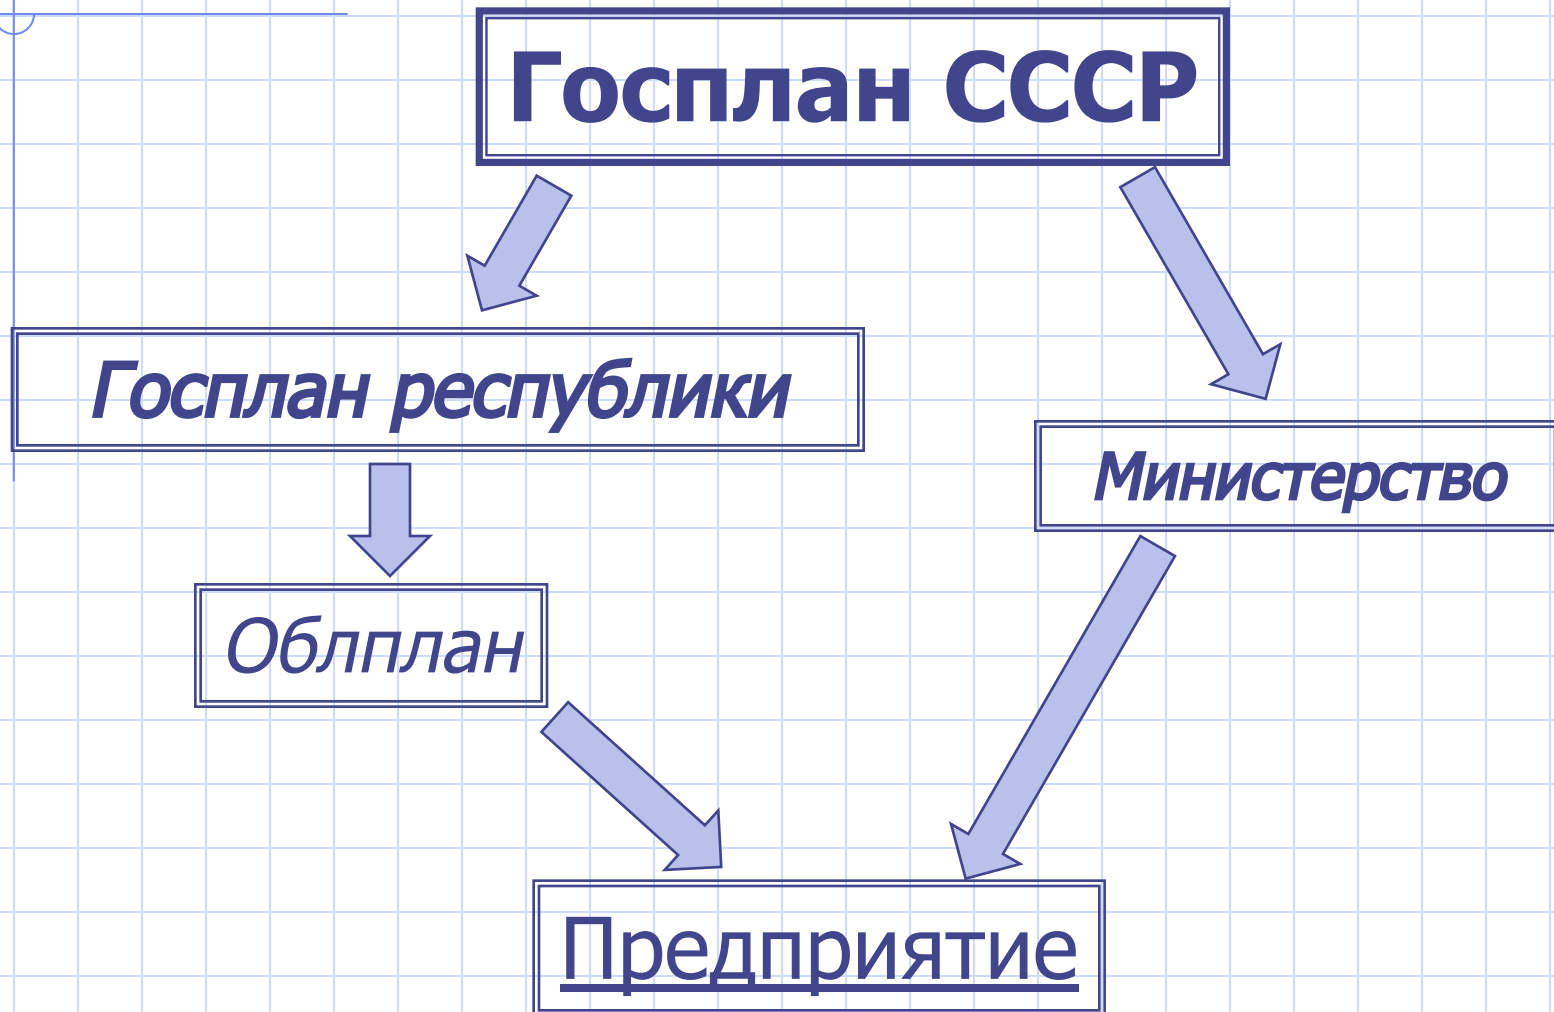 Госплан СССР
Госплан республики
Министерство
Облплан
Предприятие